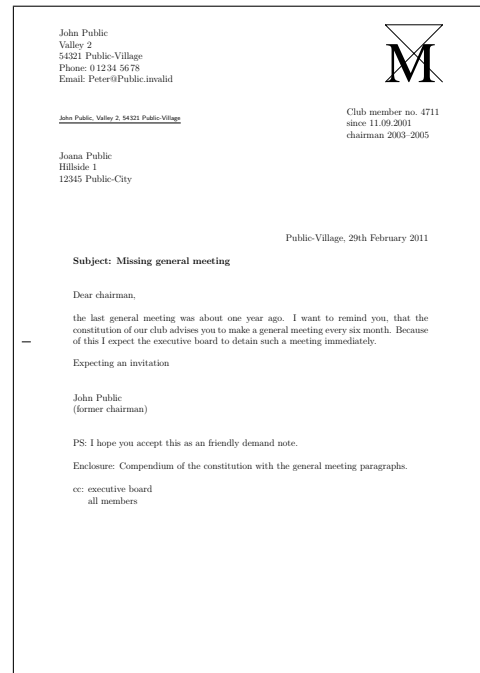 John Public
Valley 2
54321 Public-Village
Phone: 0 12 34 56 78
Email: Peter@Public.invalid
M
Club member no. 4711
since 11.09.2001
chairman 2003–2005
John Public, Valley 2, 54321 Public-Village
Joana Public
Hillside 1
12345 Public-City
Public-Village, 29th February 2011
Subject: Missing general meeting
Dear chairman,
the last general meeting was about one year ago. I want to remind you, that the
constitution of our club advises you to make a general meeting every six month. Because
of this I expect the executive board to detain such a meeting immediately.
Expecting an invitation
John Public
(former chairman)
PS: I hope you accept this as an friendly demand note.
Enclosure: Compendium of the constitution with the general meeting paragraphs.
cc: executive board
all members